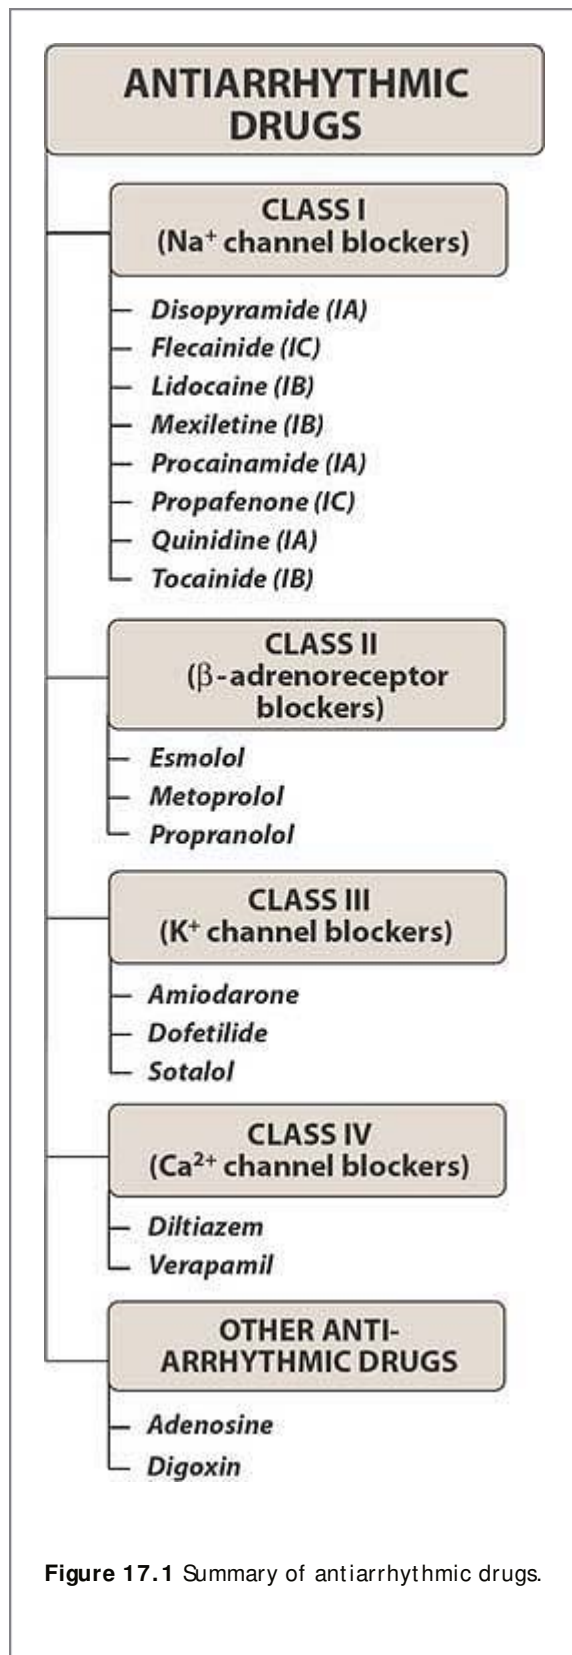 ANTIARRHYTHMIC
DRUGS
CLASS I
(Na⁺ channel blockers)
Disopyramide (IA)
Flecainide (IC)
Lidocaine (IB)
Mexiletine (IB)
Procainamide (IA)
Propafenone (IC)
Quinidine (IA)
Tocainide (IB)
CLASS II
(β-adrenoreceptor
blockers)
Esmolol
Metoprolol
Propranolol
CLASS III
(K⁺ channel blockers)
Amiodarone
Dofetilide
Sotalol
CLASS IV
(Ca²⁺ channel blockers)
Diltiazem
Verapamil
OTHER ANTI-
ARRHYTHMIC DRUGS
Adenosine
Digoxin
Figure 17.1 Summary of antiarrhythmic drugs.